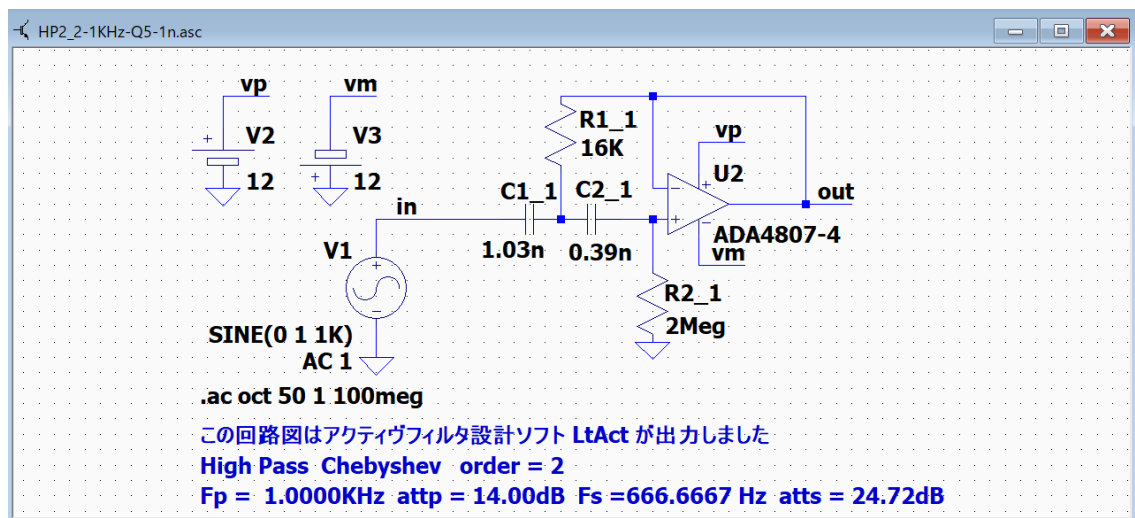 HP2_2-1KHz-Q5-1n.asc
vp
vm
V2
V3
12
12
R1_1
16K
vp
U2
in
C1_1
C2_1
out
V1
1.03n
0.39n
ADA4807-4
vm
R2_1
2Meg
SINE(0 1 1K)
AC 1
.ac oct 50 1 100meg
この回路図はアクティヴフィルタ設計ソフト LtAct が出力しました
High Pass Chebyshev order = 2
Fp = 1.0000KHz attp = 14.00dB Fs =666.6667 Hz atts = 24.72dB